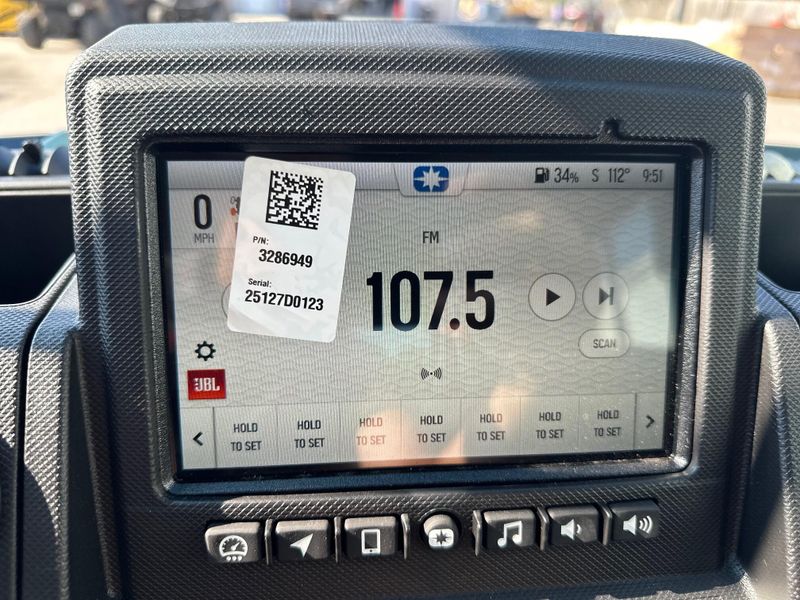 34% S 112° 9:51
0
MPH
P/N:
3286949
Serial:
25127D0123
FM
107.5
SCAN
JBL
HOLD TO SET
HOLD TO SET
HOLD TO SET
HOLD TO SET
HOLD TO SET
HOLD TO SET
HOLD TO SET